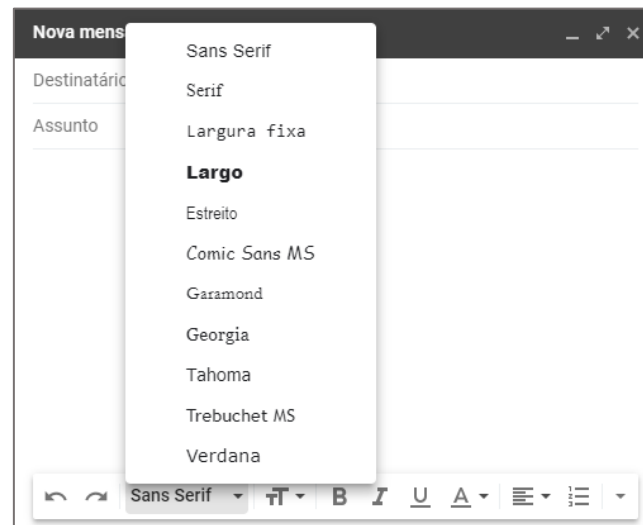 Nova mens
Destinatário
Assunto
Sans Serif
Serif
Largura fixa
Largo
Estreito
Comic Sans MS
Garamond
Georgia
Tahoma
Trebuchet MS
Verdana
Sans Serif
B I U A